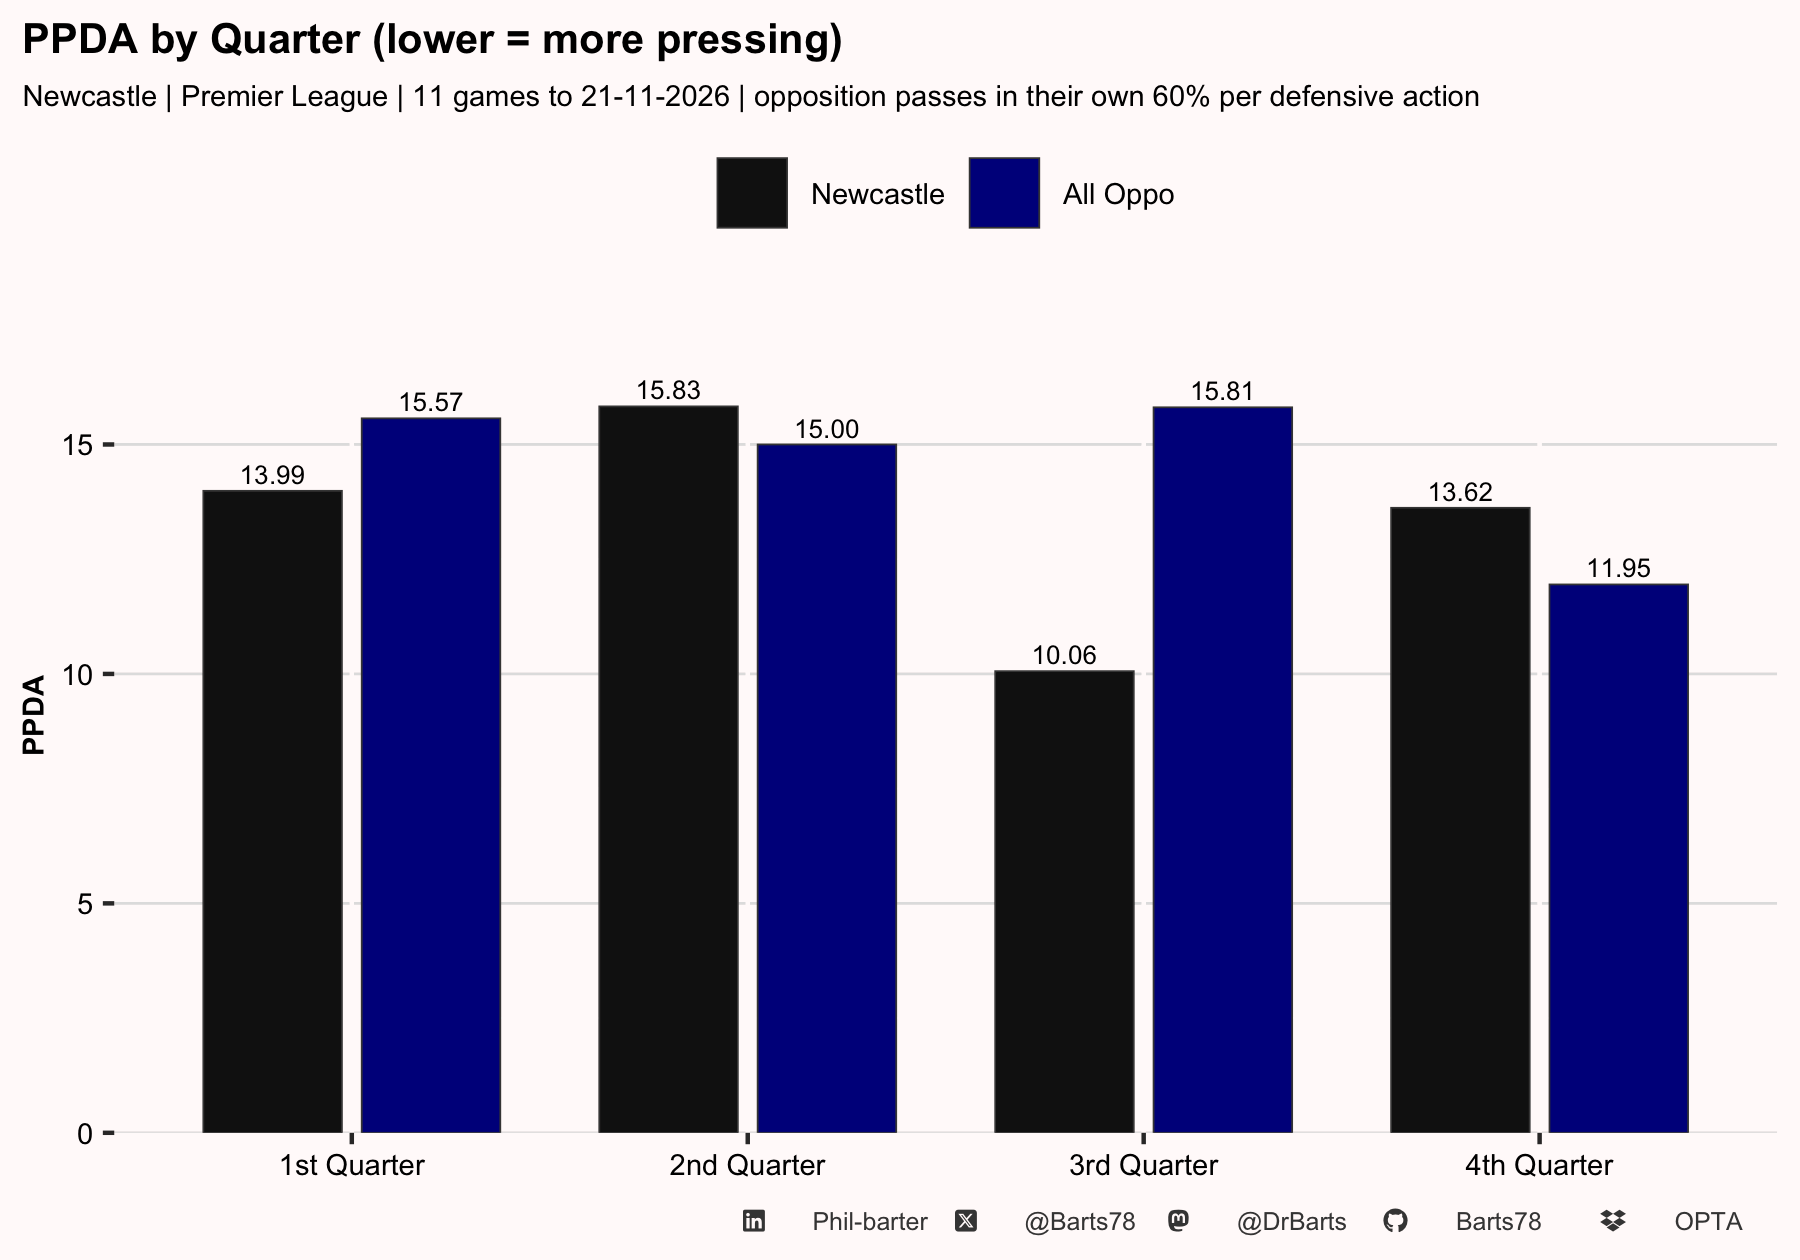 PPDA by Quarter (lower = more pressing)
Newcastle | Premier League | 11 games to 21-11-2026 | opposition passes in their own 60% per defensive action
Newcastle All Oppo
15.57 15.83 15.00 13.99 10.06 15.81 13.62 11.95
15
10
5
0
PPDA
1st Quarter 2nd Quarter 3rd Quarter 4th Quarter
Phil-barter @Barts78 @DrBarts Barts78 OPTA